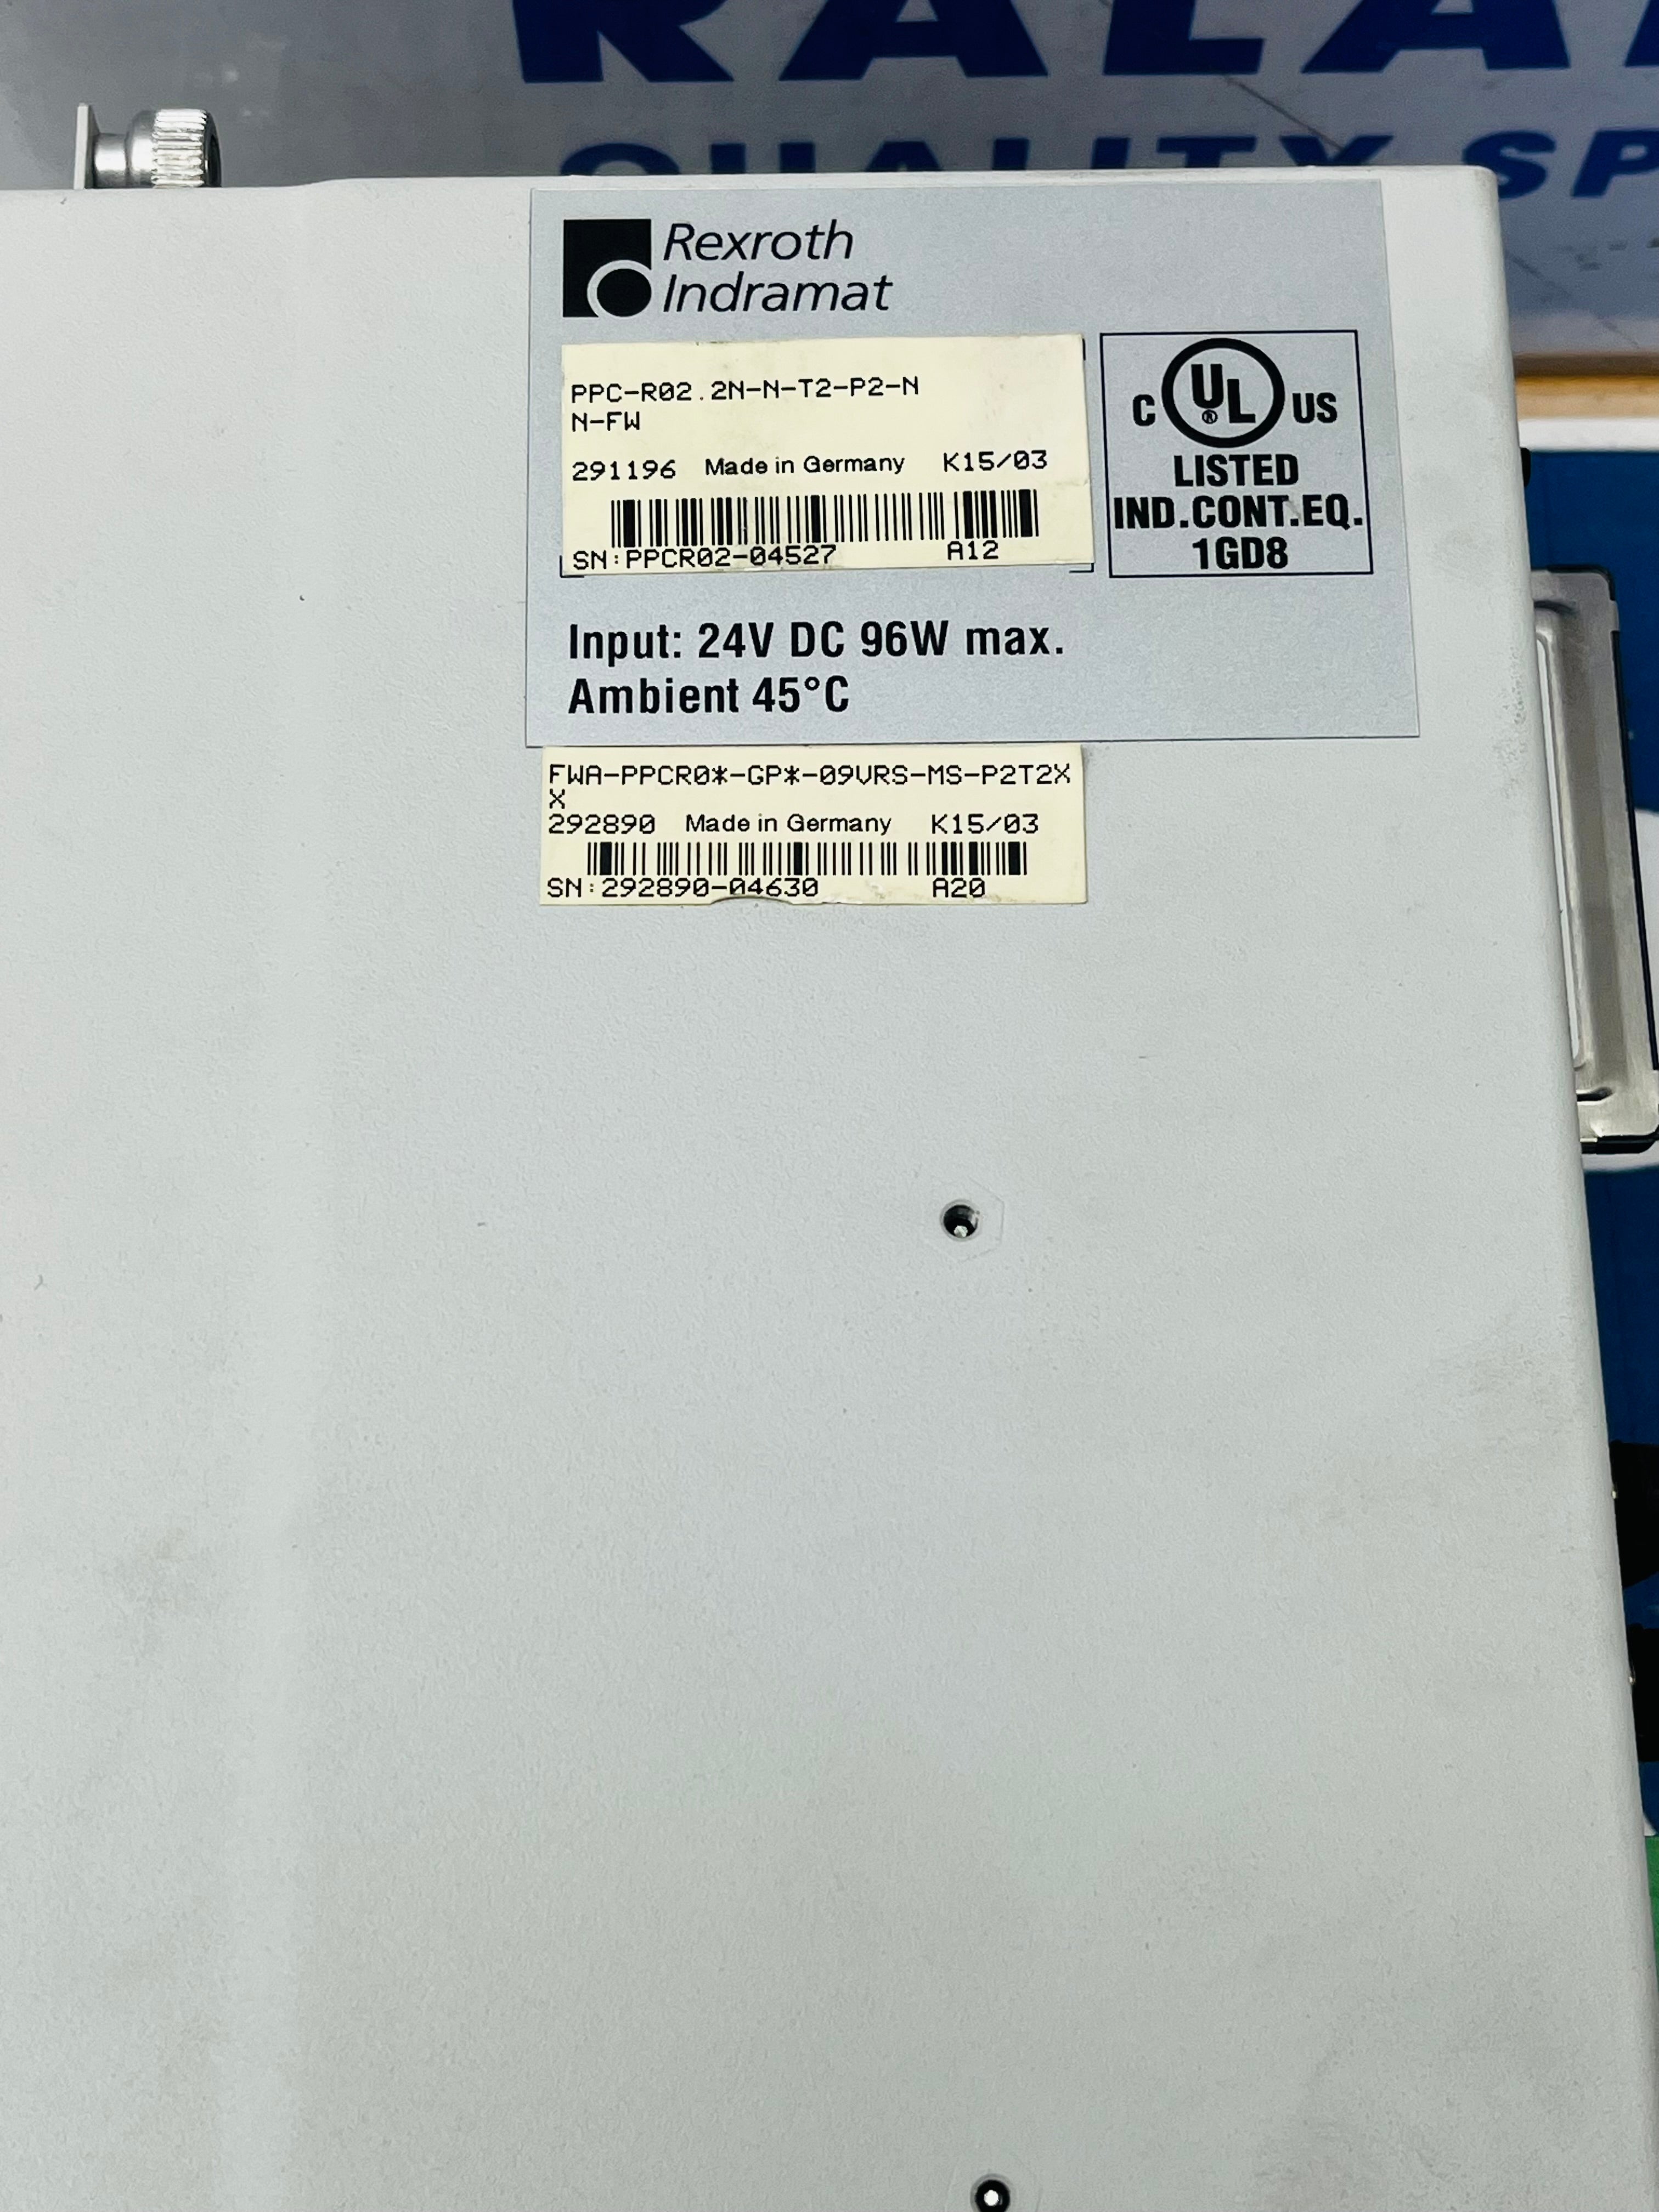 QUALITY SP
Rexroth
Indramat
PPC-R02.2N-N-T2-P2-N
N-FW
291196 Made in Germany K15/03
SN:PPCR02-04527 A12
C UL® US
LISTED
IND.CONT.EQ.
1GD8
Input: 24V DC 96W max.
Ambient 45°C
FWA-PPCR0*-GP*-09VRS-MS-P2T2X
X
292890 Made in Germany K15/03
SN:292890-04630 A20